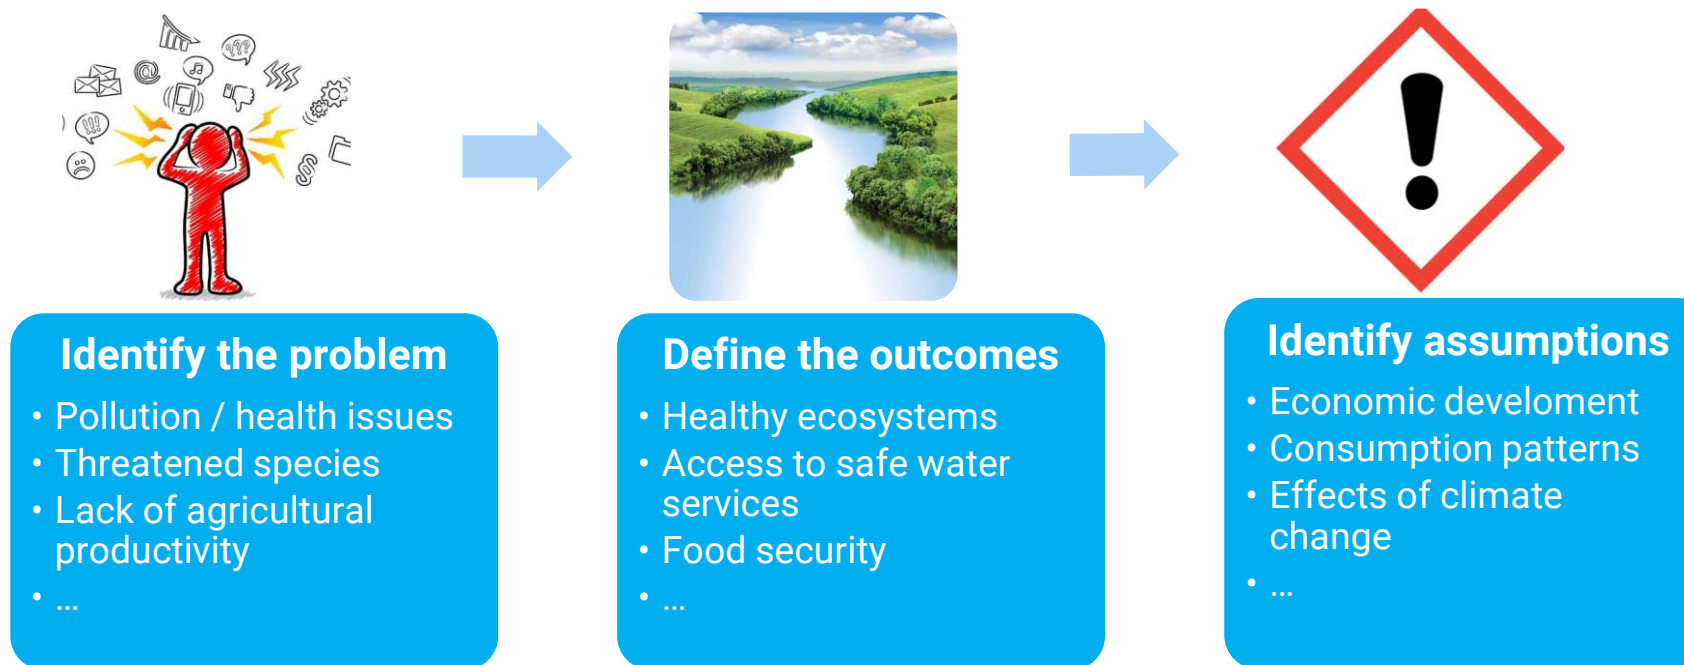 ???
@
!!!
§
Identify the problem
• Pollution / health issues
• Threatened species
• Lack of agricultural
productivity
• ...
Define the outcomes
• Healthy ecosystems
• Access to safe water
services
• Food security
• ...
!
Identify assumptions
• Economic develoment
• Consumption patterns
• Effects of climate
change
• ...